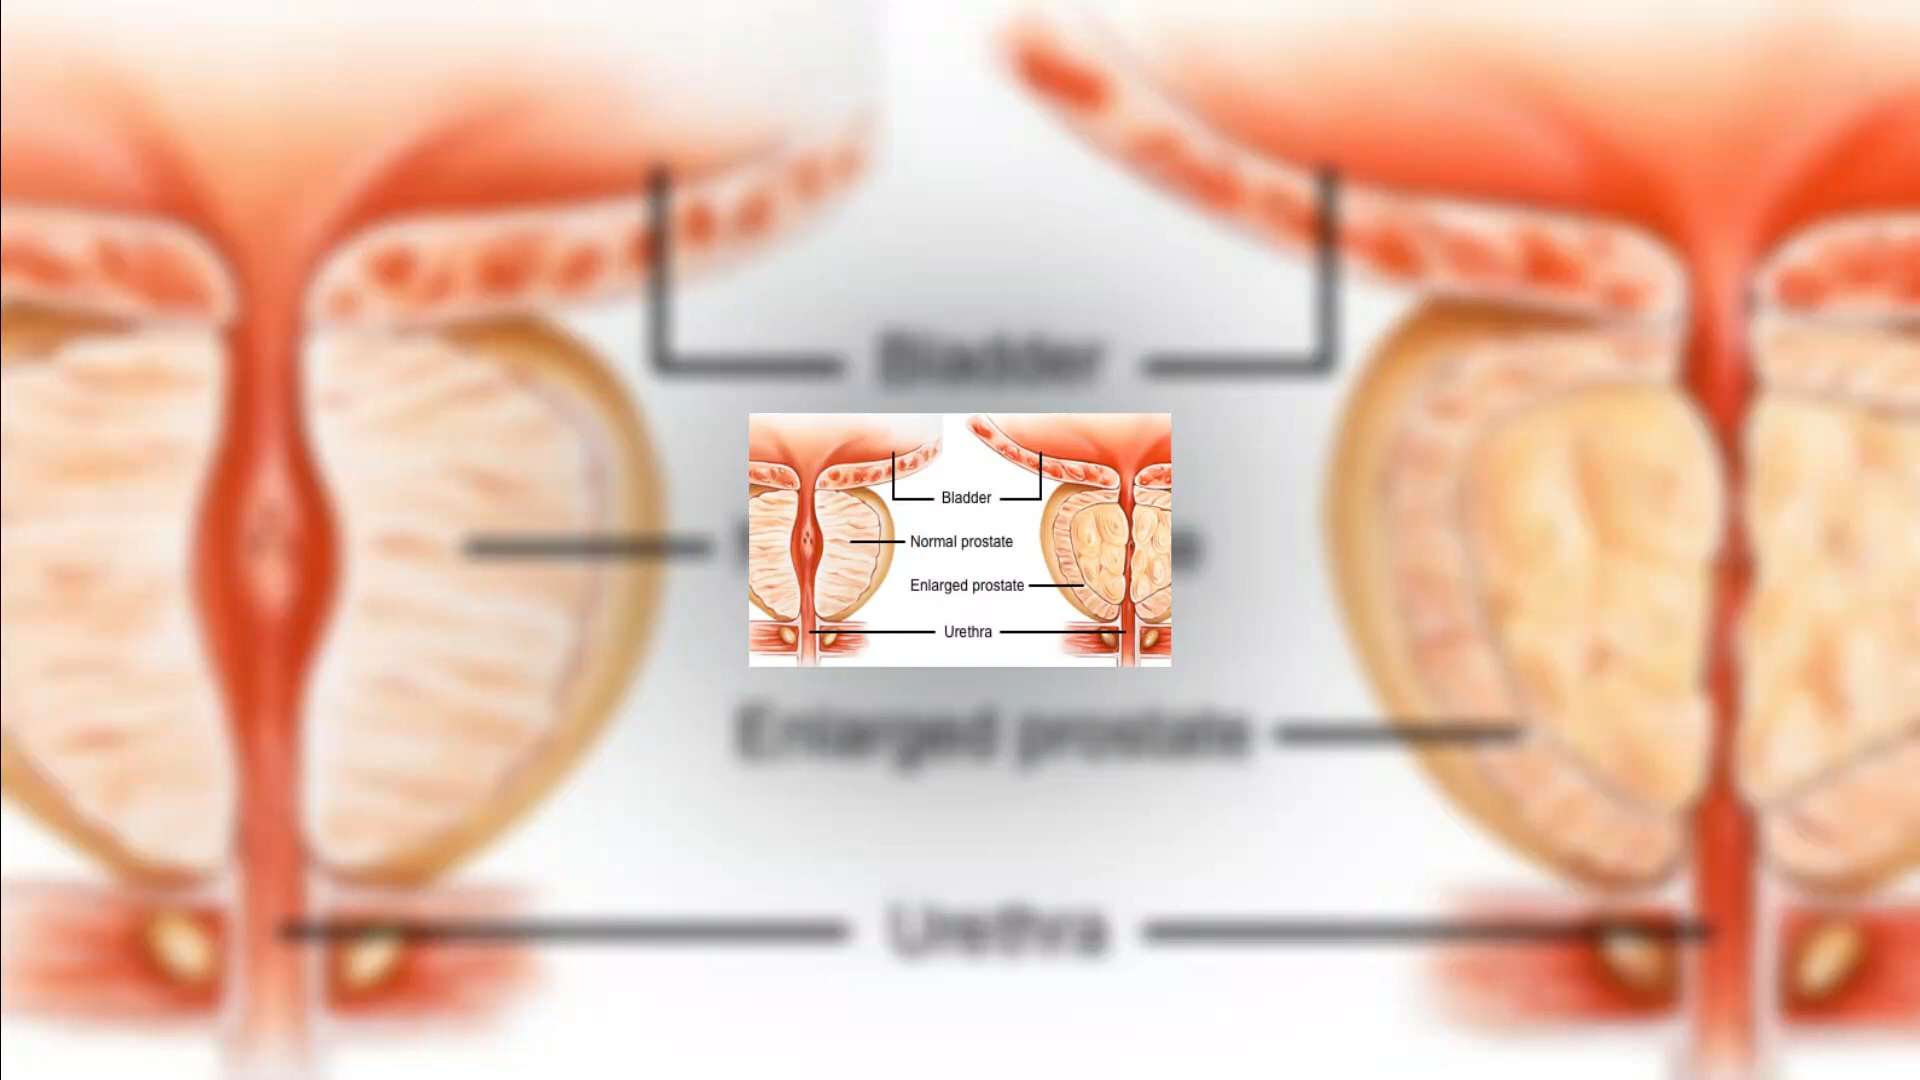 Bladder
Normal prostate
Enlarged prostate
Urethra